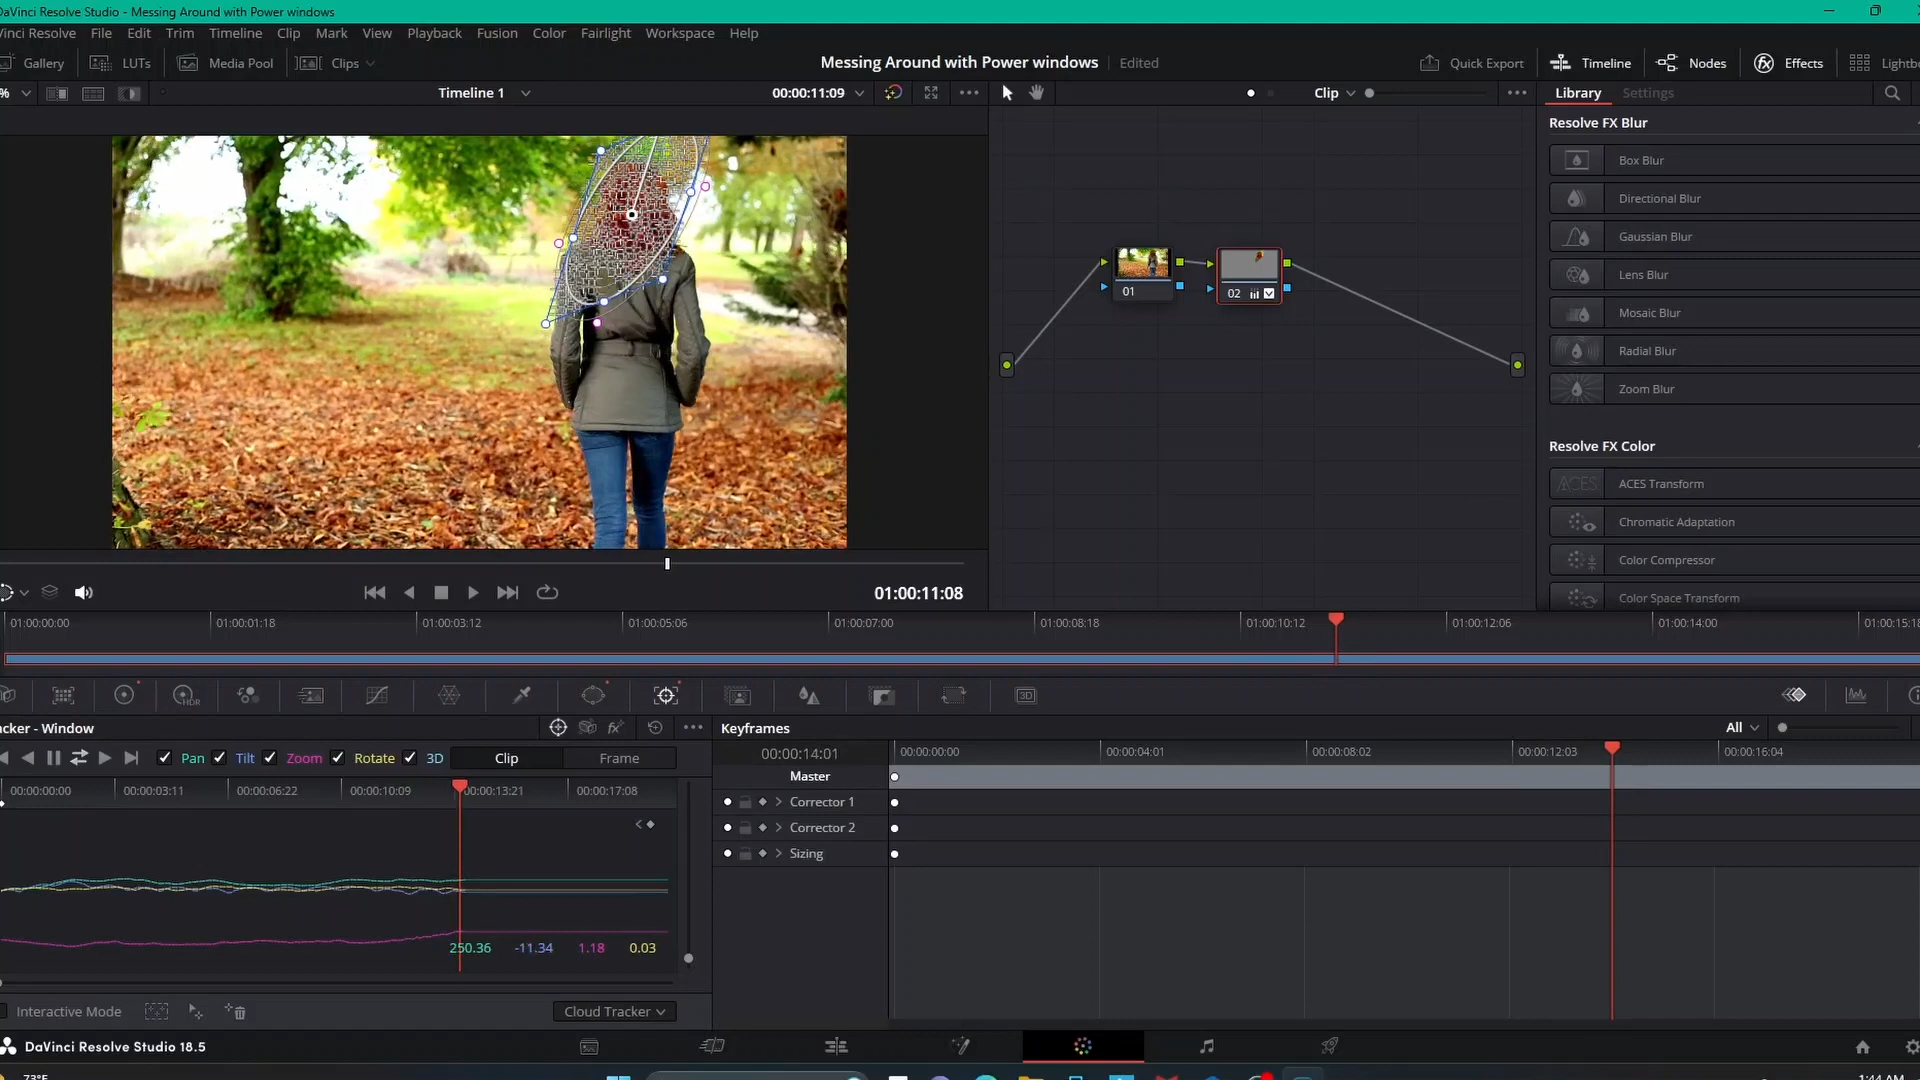 DaVinci Resolve Studio - Messing Around with Power windows
Vinci Resolve File Edit Trim Timeline Clip Mark View Playback Fusion Color Fairlight Workspace Help
Gallery LUTs Media Pool Clips
Messing Around with Power windows Edited
Quick Export Timeline Nodes Effects Lightbo
% Timeline 1 00:00:11:09 Clip Library Settings
Resolve FX Blur
Box Blur
Directional Blur
Gaussian Blur
Lens Blur
Mosaic Blur
Radial Blur
Zoom Blur
Resolve FX Color
ACES Transform
Chromatic Adaptation
Color Compressor
Color Space Transform
01
02
01:00:11:08
01:00:00:00 01:00:01:18 01:00:03:12 01:00:05:06 01:00:07:00 01:00:08:18 01:00:10:12 01:00:12:06 01:00:14:00 01:00:15:18
HDR 3D
acker - Window
Pan Tilt Zoom Rotate 3D Clip Frame
00:00:00:00 00:00:03:11 00:00:06:22 00:00:10:09 00:00:13:21 00:00:17:08
250.36 -11.34 1.18 0.03
Interactive Mode Cloud Tracker
Keyframes All
00:00:14:01 00:00:00:00 00:00:04:01 00:00:08:02 00:00:12:03 00:00:16:04
Master
Corrector 1
Corrector 2
Sizing
DaVinci Resolve Studio 18.5
73°F
1:44 AM